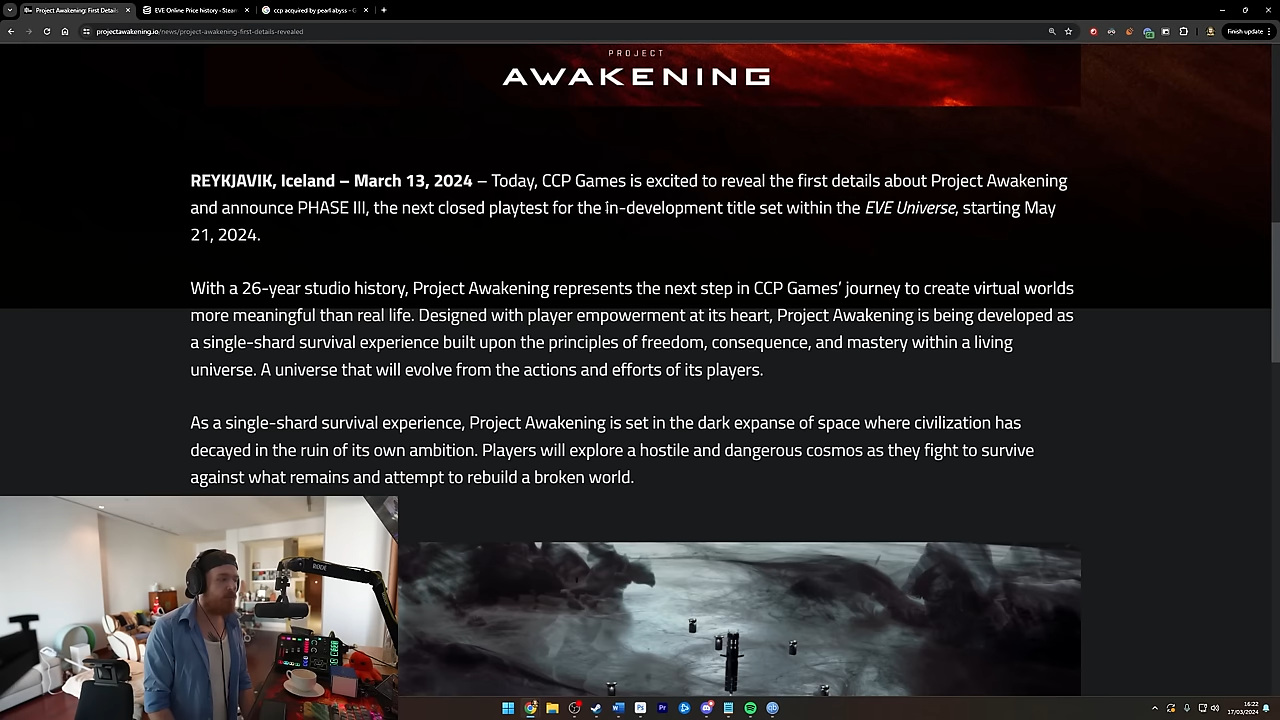 Project Awakening: First Detail
EVE Online Price history - Steam
ccp acquired by pearl abyss - G
projectawakening.io/news/project-awakening-first-details-revealed
Finish update
PROJECT
AWAKENING
REYKJAVIK, Iceland – March 13, 2024 – Today, CCP Games is excited to reveal the first details about Project Awakening
and announce PHASE III, the next closed playtest for the in-development title set within the EVE Universe, starting May
21, 2024.
With a 26-year studio history, Project Awakening represents the next step in CCP Games’ journey to create virtual worlds
more meaningful than real life. Designed with player empowerment at its heart, Project Awakening is being developed as
a single-shard survival experience built upon the principles of freedom, consequence, and mastery within a living
universe. A universe that will evolve from the actions and efforts of its players.
As a single-shard survival experience, Project Awakening is set in the dark expanse of space where civilization has
decayed in the ruin of its own ambition. Players will explore a hostile and dangerous cosmos as they fight to survive
against what remains and attempt to rebuild a broken world.
RØDE
16:22
17/03/2024